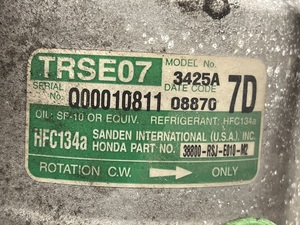 TRSE07 MODEL No. 3425A 7D
SERIAL No. Q00010811 DATE CODE 08870
OIL: SP-10 OR EQUIV. REFRIGERANT: HFC134a
HFC134a SANDEN INTERNATIONAL (U.S.A.), INC.
HONDA PART NO. 38800-RSJ-E010-M2
ROTATION C.W. → ONLY